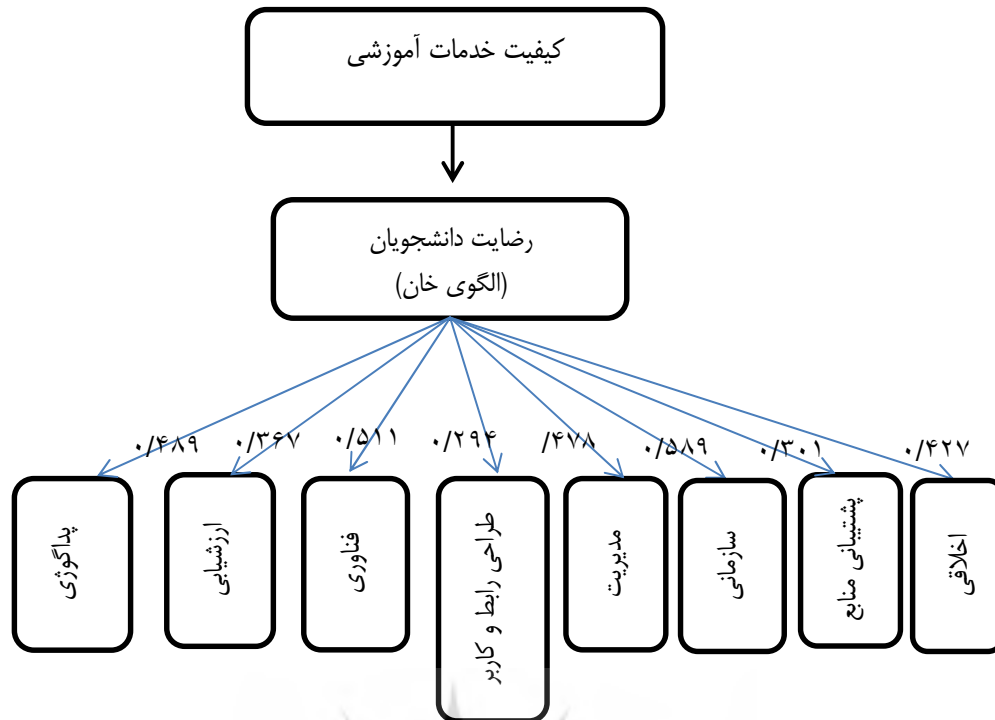 کیفیت خدمات آموزشی
رضایت دانشجویان
(الگوی خان)
۰/۴۲۷
۰/۳۰۱
۰/۵۸۹
/۴۷۸
۰/۲۹۴
۰/۵۱۱
۰/۳۶۷
۰/۴۸۹
اخلاقی
پشتیبانی منابع
سازمانی
مدیریت
طراحی رابط و کاربر
فناوری
ارزشیابی
پداگوژی